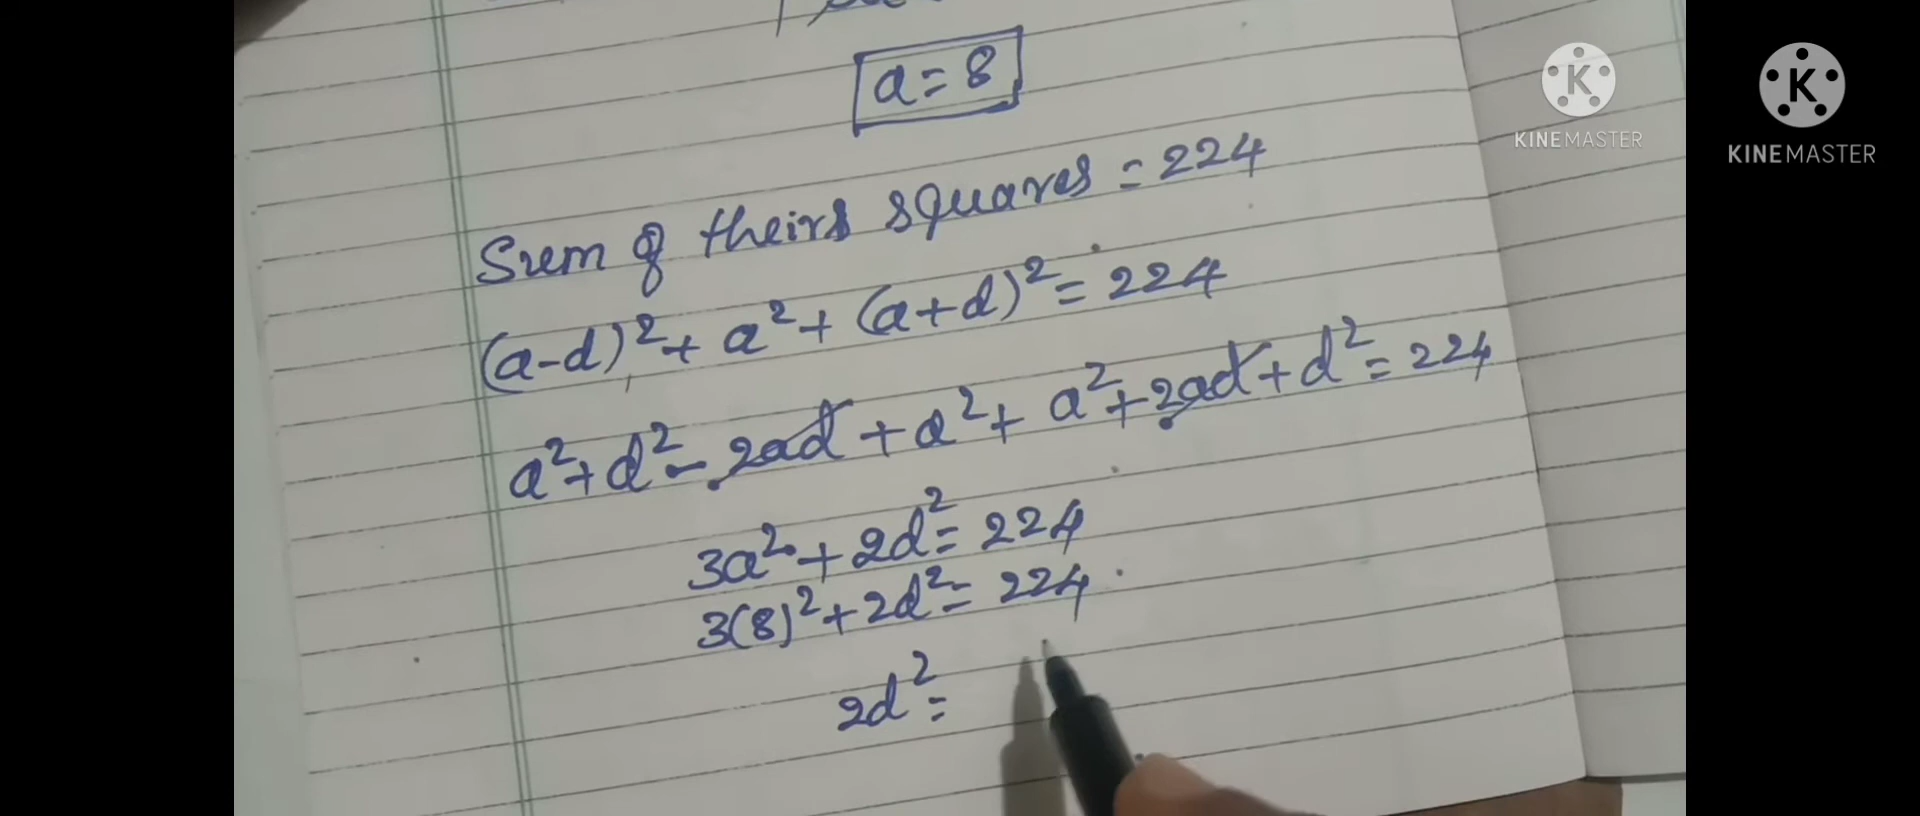 a = 8
Sum of theirs squares = 224
(a-d)² + a² + (a+d)² = 224
a² + d² - 2ad + a² + a² + 2ad + d² = 224
3a² + 2d² = 224
3(8)² + 2d² = 224
2d² =
KINEMASTER
KINEMASTER